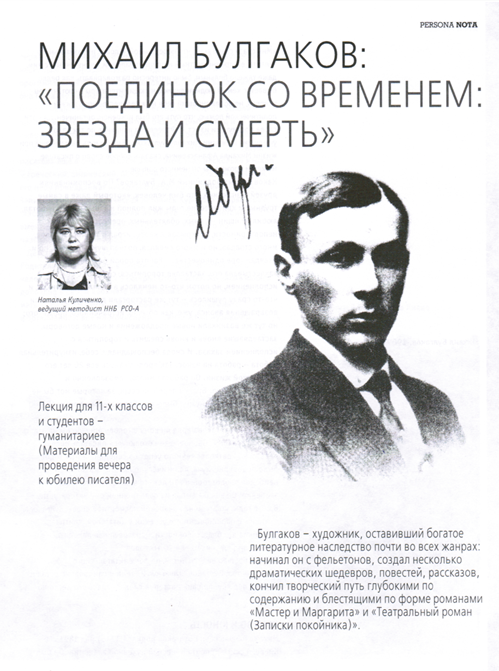 PERSONA NOTA
МИХАИЛ БУЛГАКОВ:
«ПОЕДИНОК СО ВРЕМЕНЕМ:
ЗВЕЗДА И СМЕРТЬ»
Наталья Куличенко,
ведущий методист ННБ РСО-А
Лекция для 11-х классов
и студентов –
гуманитариев
(Материалы для
проведения вечера
к юбилею писателя)
Булгаков – художник, оставивший богатое
литературное наследство почти во всех жанрах:
начинал он с фельетонов, создал несколько
драматических шедевров, повестей, рассказов,
кончил творческий путь глубокими по
содержанию и блестящими по форме романами
«Мастер и Маргарита» и «Театральный роман
(Записки покойника)».